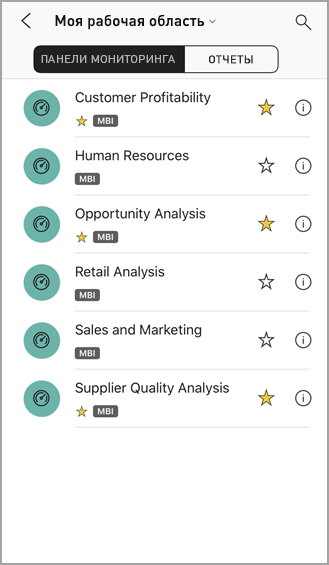 Моя рабочая область
ПАНЕЛИ МОНИТОРИНГА ОТЧЕТЫ
Customer Profitability
MBI
Human Resources
MBI
Opportunity Analysis
MBI
Retail Analysis
MBI
Sales and Marketing
MBI
Supplier Quality Analysis
MBI